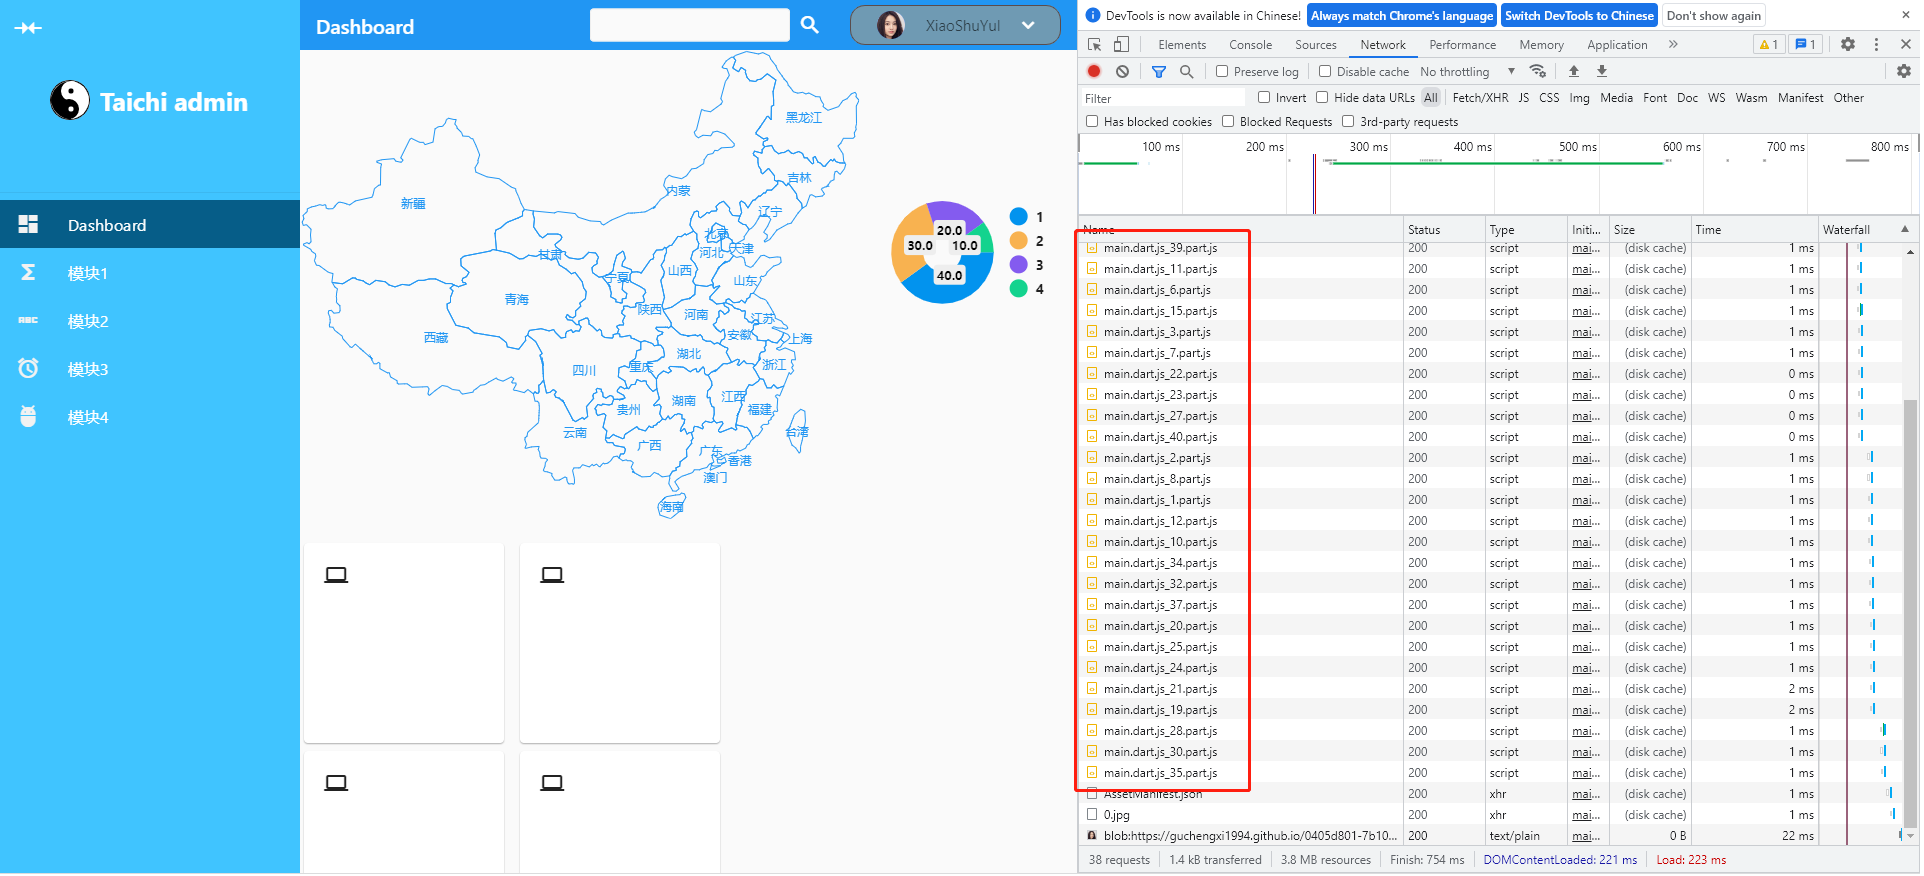 Taichi admin
Dashboard
模块1
模块2
模块3
模块4
Dashboard
XiaoShuYuI
黑龙江
吉林
内蒙
新疆
辽宁
北京
天津
甘肃
河北
山西
宁夏
山东
青海
陕西
河南
江苏
西藏
安徽
上海
湖北
浙江
四川
重庆
江西
湖南
贵州
福建
云南
台湾
广西
广东
香港
澳门
海南
20.0
30.0
10.0
40.0
1
2
3
4
DevTools is now available in Chinese!
Always match Chrome's language
Switch DevTools to Chinese
Don't show again
Elements
Console
Sources
Network
Performance
Memory
Application
1
1
Preserve log
Disable cache
No throttling
Filter
Invert
Hide data URLs
All
Fetch/XHR
JS
CSS
Img
Media
Font
Doc
WS
Wasm
Manifest
Other
Has blocked cookies
Blocked Requests
3rd-party requests
100 ms
200 ms
300 ms
400 ms
500 ms
600 ms
700 ms
800 ms
Name Status Type Initi... Size Time Waterfall
main.dart.js_39.part.js 200 script mai... (disk cache) 1 ms
main.dart.js_11.part.js 200 script mai... (disk cache) 1 ms
main.dart.js_6.part.js 200 script mai... (disk cache) 1 ms
main.dart.js_15.part.js 200 script mai... (disk cache) 1 ms
main.dart.js_3.part.js 200 script mai... (disk cache) 1 ms
main.dart.js_7.part.js 200 script mai... (disk cache) 1 ms
main.dart.js_22.part.js 200 script mai... (disk cache) 0 ms
main.dart.js_23.part.js 200 script mai... (disk cache) 0 ms
main.dart.js_27.part.js 200 script mai... (disk cache) 0 ms
main.dart.js_40.part.js 200 script mai... (disk cache) 0 ms
main.dart.js_2.part.js 200 script mai... (disk cache) 1 ms
main.dart.js_8.part.js 200 script mai... (disk cache) 1 ms
main.dart.js_1.part.js 200 script mai... (disk cache) 1 ms
main.dart.js_12.part.js 200 script mai... (disk cache) 1 ms
main.dart.js_10.part.js 200 script mai... (disk cache) 1 ms
main.dart.js_34.part.js 200 script mai... (disk cache) 1 ms
main.dart.js_32.part.js 200 script mai... (disk cache) 1 ms
main.dart.js_37.part.js 200 script mai... (disk cache) 1 ms
main.dart.js_20.part.js 200 script mai... (disk cache) 1 ms
main.dart.js_25.part.js 200 script mai... (disk cache) 1 ms
main.dart.js_24.part.js 200 script mai... (disk cache) 1 ms
main.dart.js_21.part.js 200 script mai... (disk cache) 2 ms
main.dart.js_19.part.js 200 script mai... (disk cache) 2 ms
main.dart.js_28.part.js 200 script mai... (disk cache) 1 ms
main.dart.js_30.part.js 200 script mai... (disk cache) 1 ms
main.dart.js_35.part.js 200 script mai... (disk cache) 1 ms
AssetManifest.json 200 xhr mai... (disk cache) 1 ms
0.jpg 200 xhr mai... (disk cache) 1 ms
blob:https://guchengxi1994.github.io/0405d801-7b10... 200 text/plain mai... 0 B 22 ms
38 requests 1.4 kB transferred 3.8 MB resources Finish: 754 ms DOMContentLoaded: 221 ms Load: 223 ms